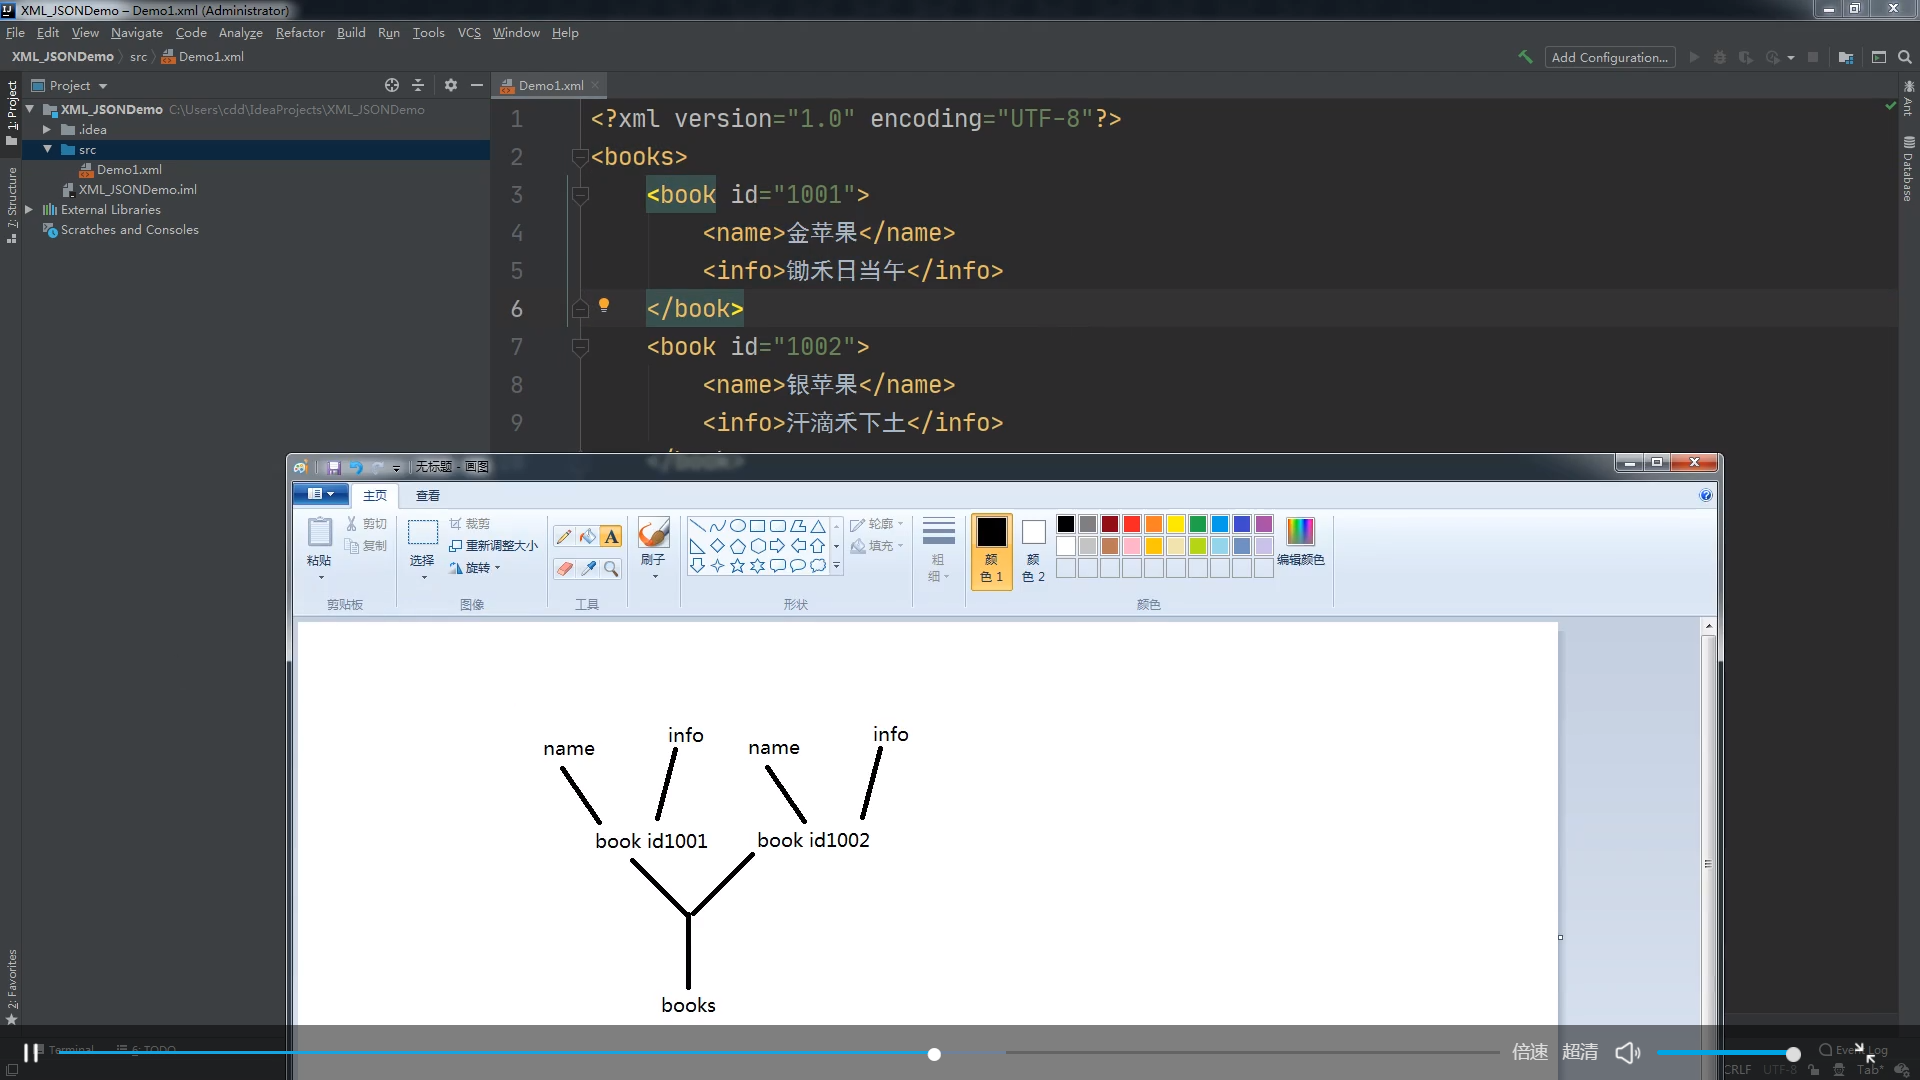 XML_JSONDemo – Demo1.xml (Administrator)
File Edit View Navigate Code Analyze Refactor Build Run Tools VCS Window Help
XML_JSONDemo src Demo1.xml
Add Configuration...
Project
Demo1.xml
1: Project
7: Structure
2: Favorites
Ant
Database
XML_JSONDemo C:\Users\cdd\IdeaProjects\XML_JSONDemo
.idea
src
Demo1.xml
XML_JSONDemo.iml
External Libraries
Scratches and Consoles
1 <?xml version="1.0" encoding="UTF-8"?>
2 <books>
3 <book id="1001">
4 <name>金苹果</name>
5 <info>锄禾日当午</info>
6 </book>
7 <book id="1002">
8 <name>银苹果</name>
9 <info>汗滴禾下土</info>
</book>
无标题 - 画图
主页 查看
粘贴
剪切
复制
剪贴板
选择
裁剪
重新调整大小
旋转
图像
A
工具
刷子
轮廓
填充
形状
粗细
颜色 1
颜色 2
编辑颜色
颜色
name info name info
book id1001 book id1002
books
Terminal 6: TODO
倍速 超清
Event Log
CRLF UTF-8 Tab*